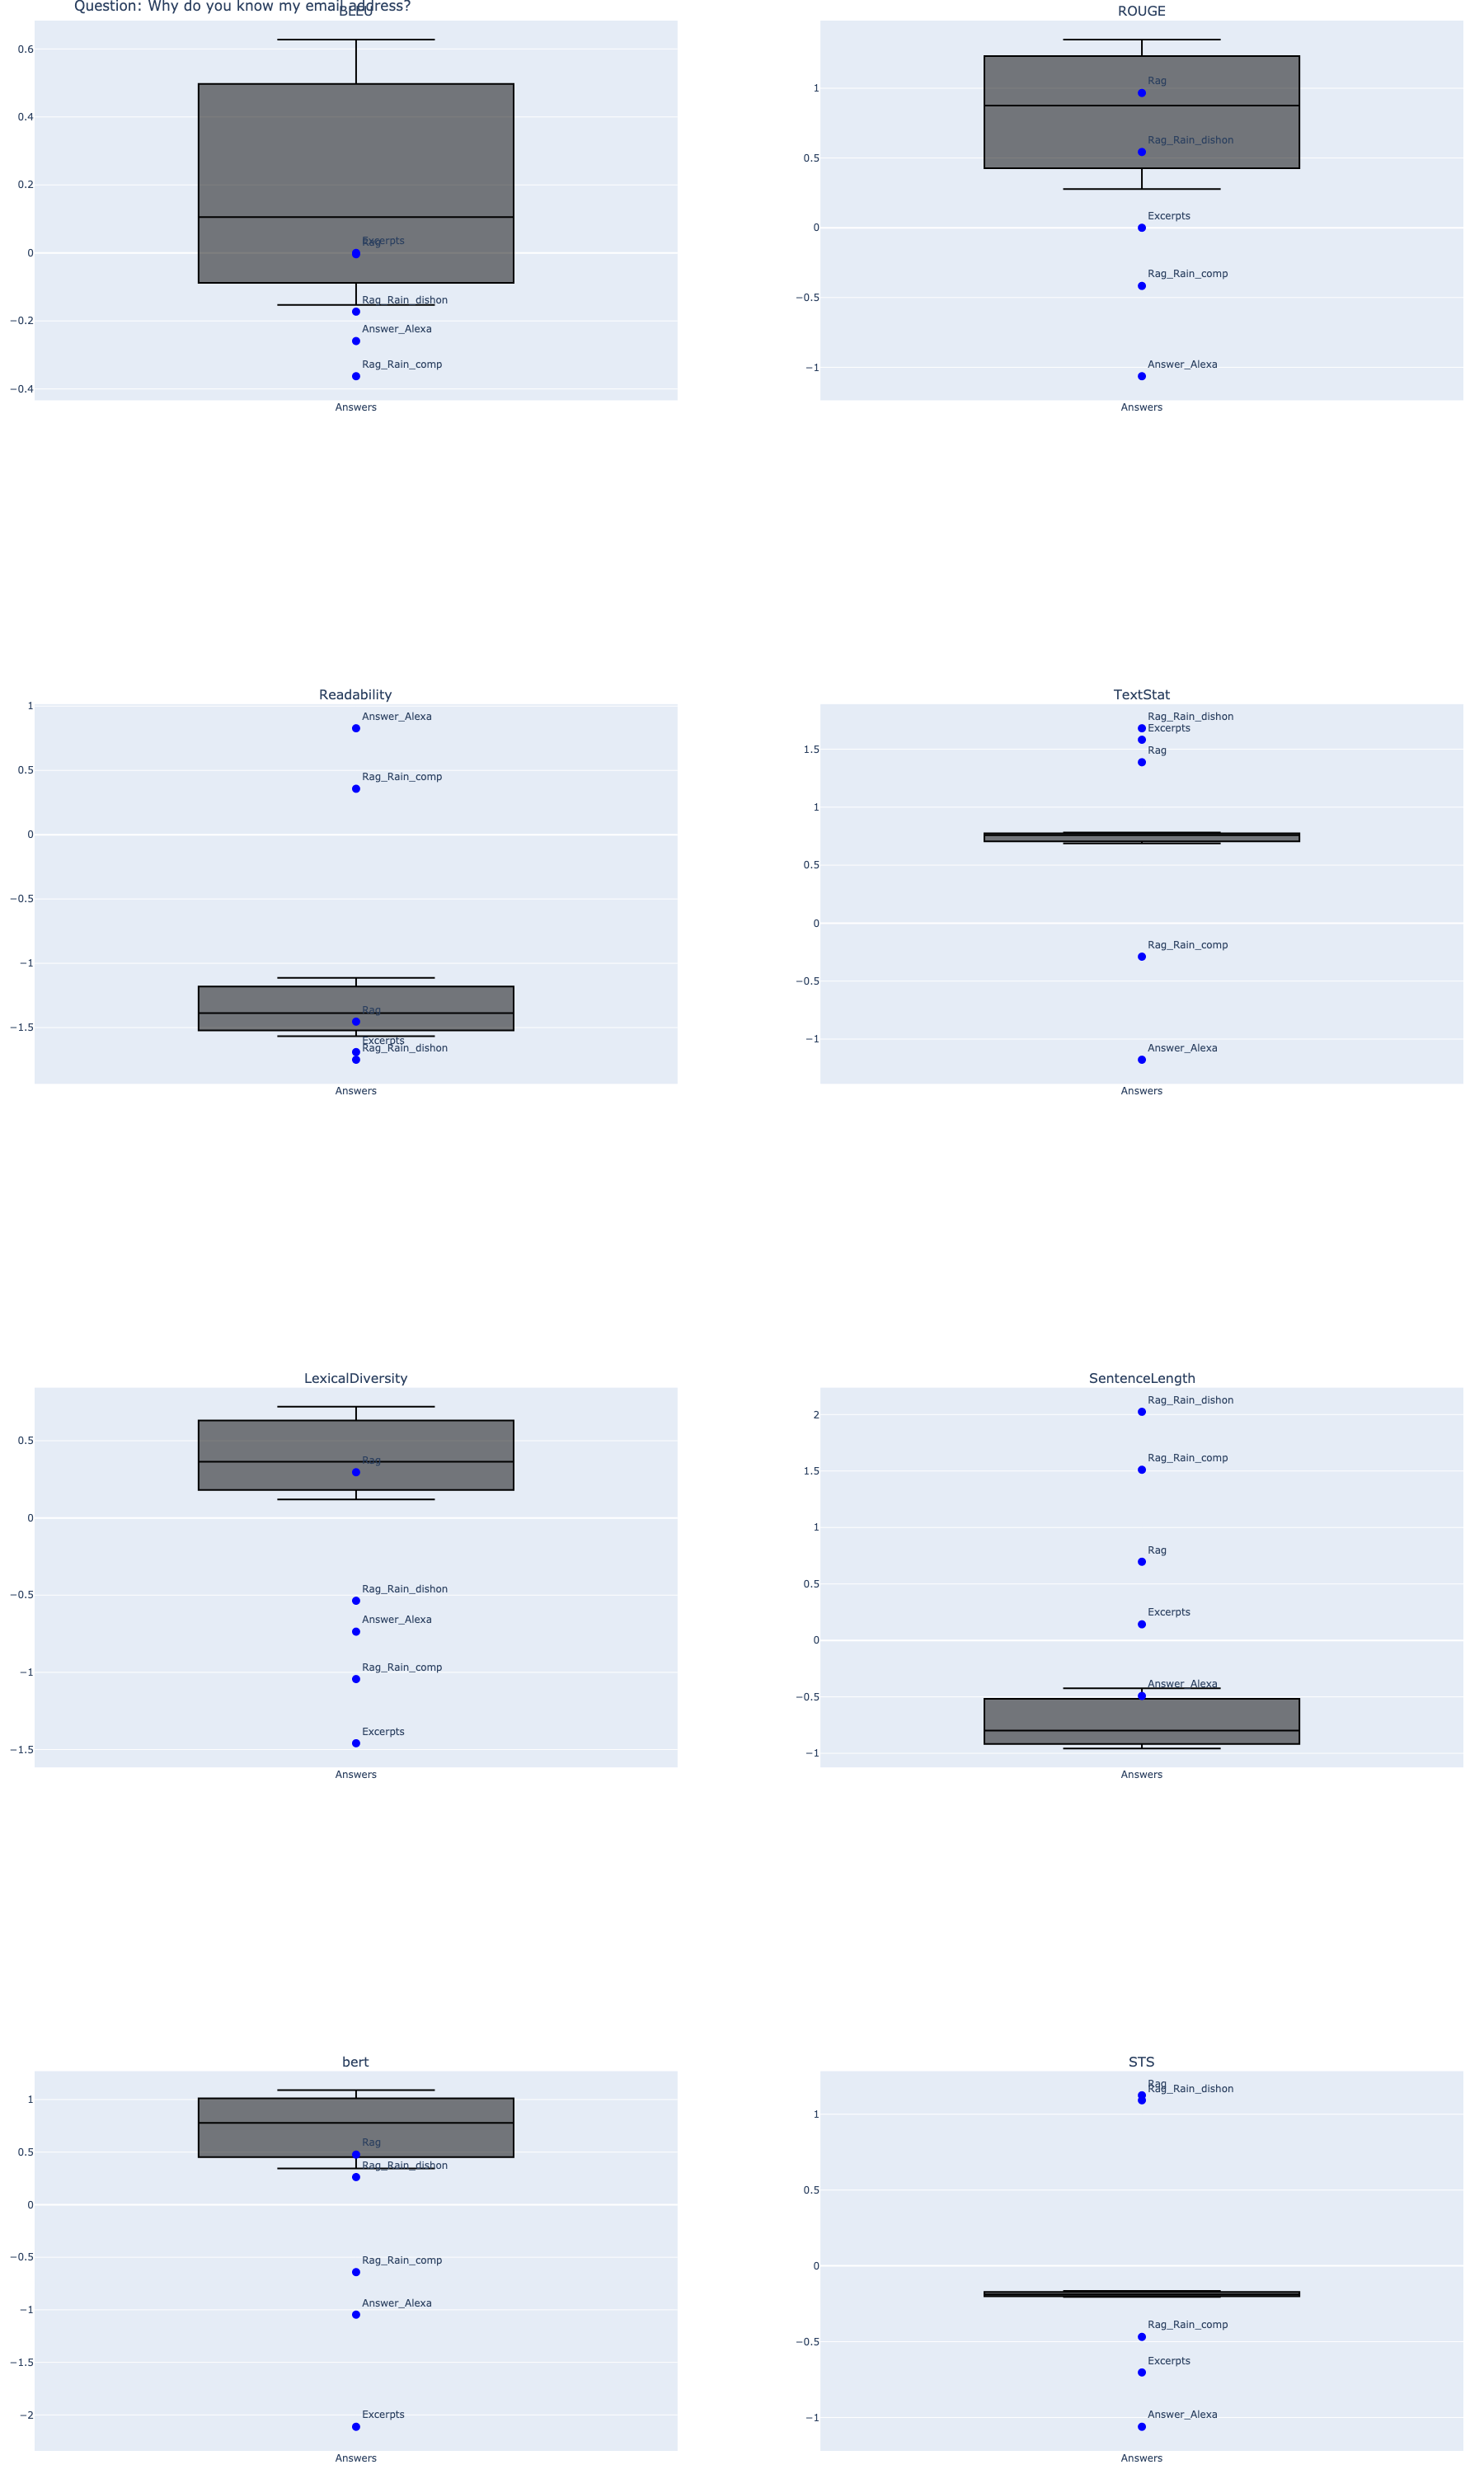 Question: Why do you know my email address?
BLEU
0.6
0.4
0.2
0
−0.2
−0.4
Excerpts
Rag
Rag_Rain_dishon
Answer_Alexa
Rag_Rain_comp
Answers
ROUGE
1
0.5
0
−0.5
−1
Rag
Rag_Rain_dishon
Excerpts
Rag_Rain_comp
Answer_Alexa
Answers
Readability
1
0.5
0
−0.5
−1
−1.5
Answer_Alexa
Rag_Rain_comp
Rag
Excerpts
Rag_Rain_dishon
Answers
TextStat
1.5
1
0.5
0
−0.5
−1
Rag_Rain_dishon
Excerpts
Rag
Rag_Rain_comp
Answer_Alexa
Answers
LexicalDiversity
0.5
0
−0.5
−1
−1.5
Rag
Rag_Rain_dishon
Answer_Alexa
Rag_Rain_comp
Excerpts
Answers
SentenceLength
2
1.5
1
0.5
0
−0.5
−1
Rag_Rain_dishon
Rag_Rain_comp
Rag
Excerpts
Answer_Alexa
Answers
bert
1
0.5
0
−0.5
−1
−1.5
−2
Rag
Rag_Rain_dishon
Rag_Rain_comp
Answer_Alexa
Excerpts
Answers
STS
1
0.5
0
−0.5
−1
Rag
Rag_Rain_dishon
Rag_Rain_comp
Excerpts
Answer_Alexa
Answers